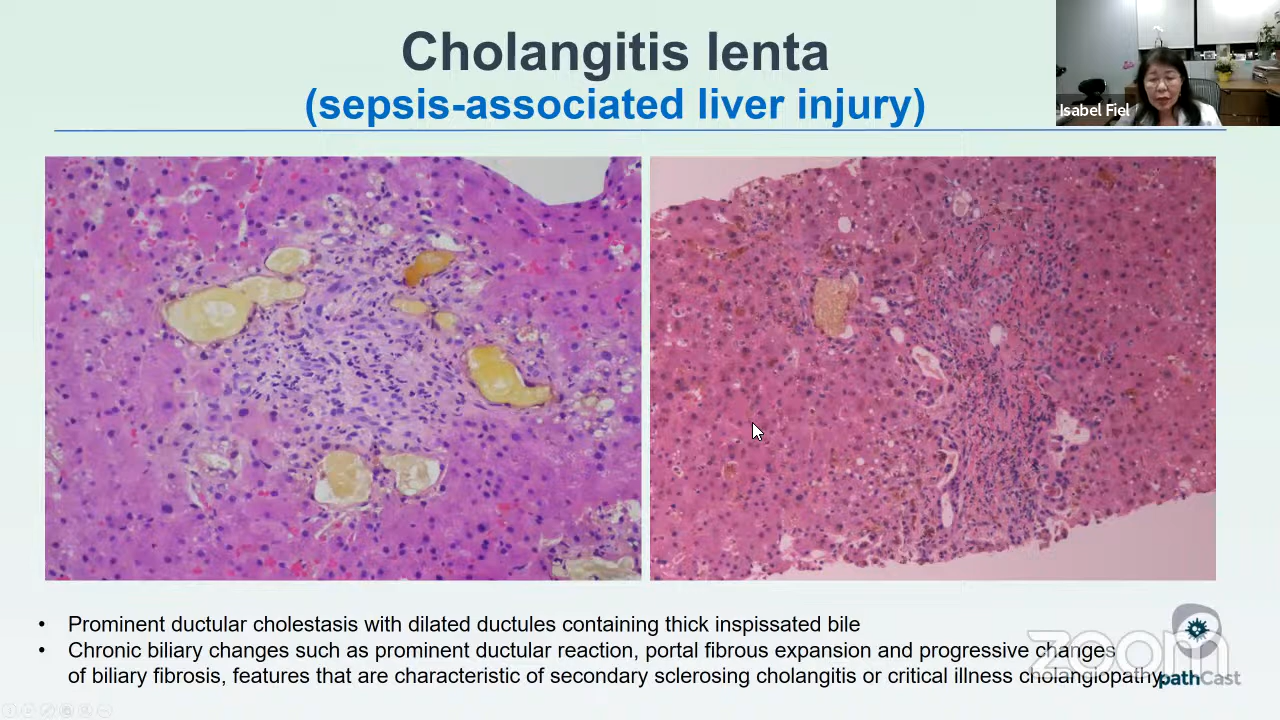 Cholangitis lenta
(sepsis-associated liver injury)
Isabel Fiel
• Prominent ductular cholestasis with dilated ductules containing thick inspissated bile
• Chronic biliary changes such as prominent ductular reaction, portal fibrous expansion and progressive changes
of biliary fibrosis, features that are characteristic of secondary sclerosing cholangitis or critical illness cholangiopathy
zoom
pathCast